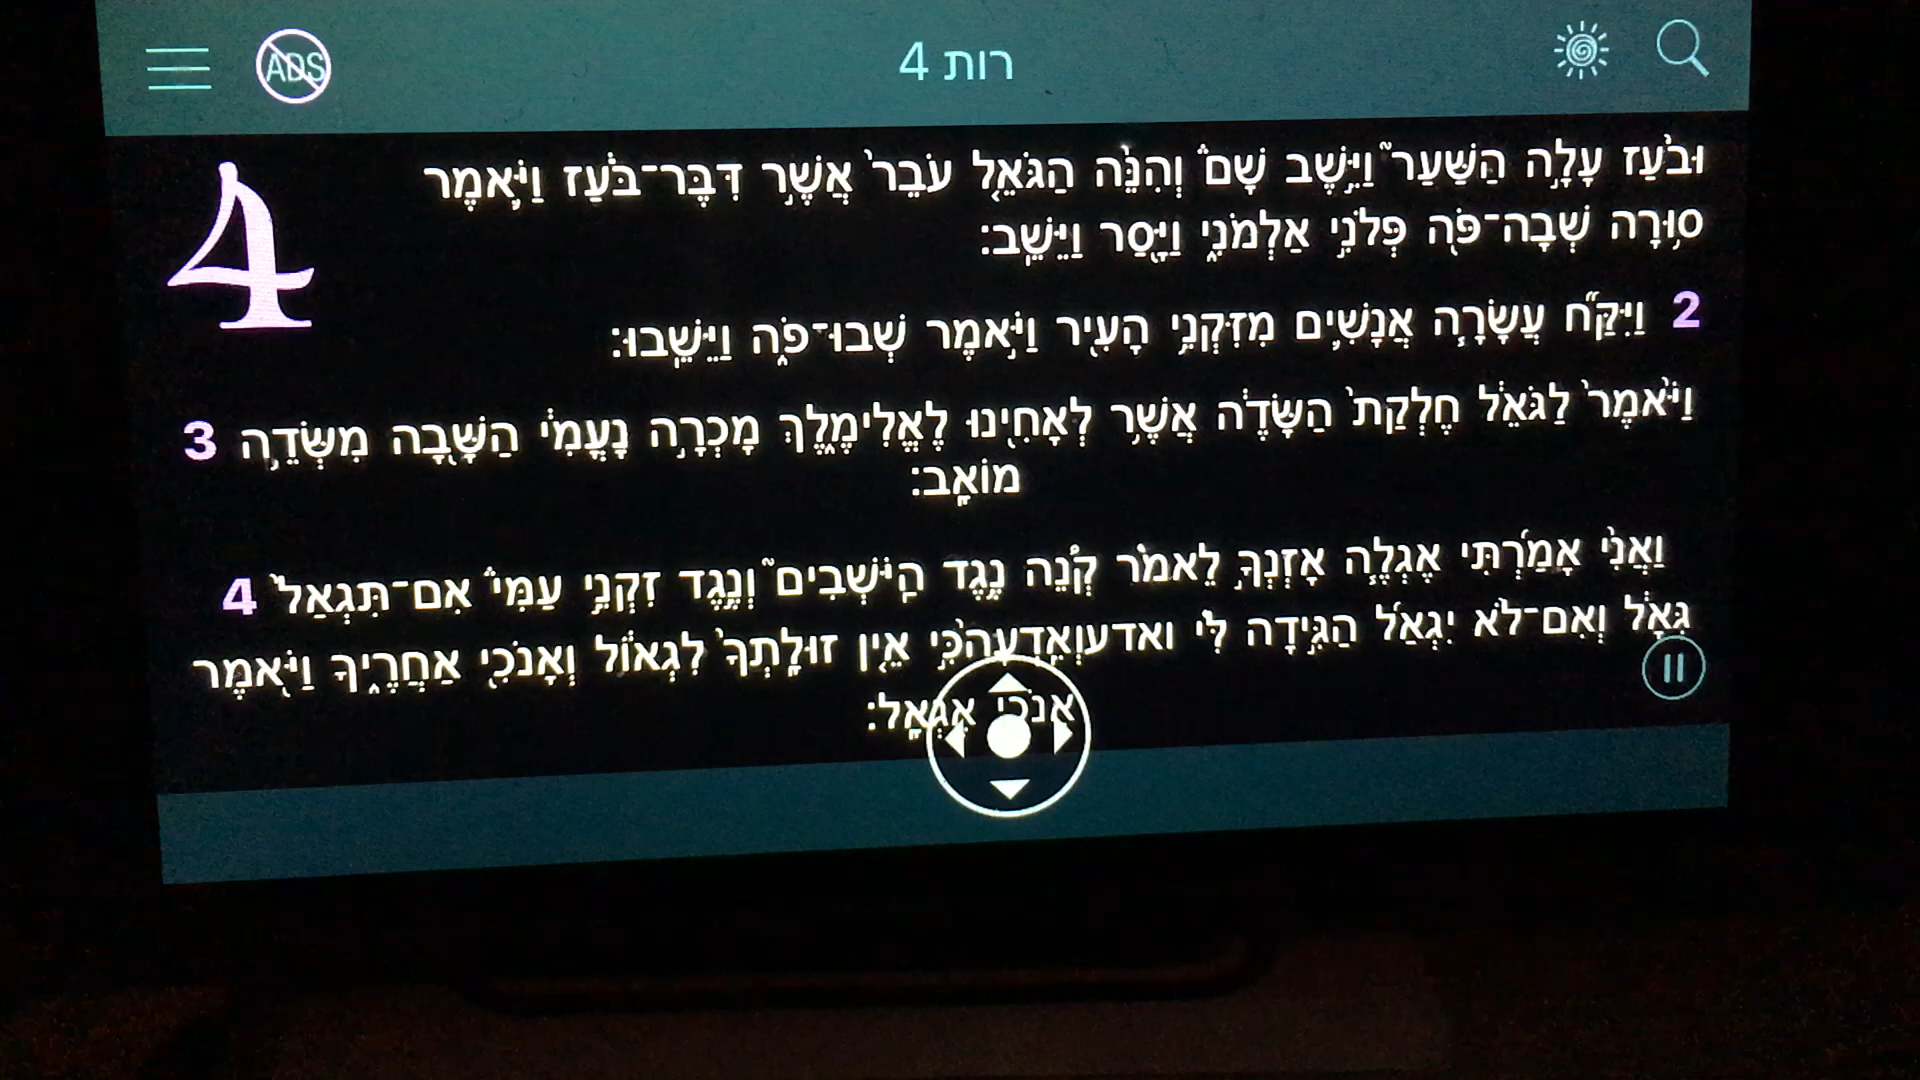 ADS
רות 4
4
וּבֹ֨עַז עָלָ֣ה הַשַּׁעַר֮ וַיֵּ֣שֶׁב שָׁם֒ וְהִנֵּ֨ה הַגֹּאֵ֤ל עֹבֵר֙ אֲשֶׁ֣ר דִּבֶּר־בֹּ֔עַז וַיֹּ֛אמֶר
ס֥וּרָה שְׁבָה־פֹּ֖ה פְּלֹנִ֣י אַלְמֹנִ֑י וַיָּ֖סַר וַיֵּשֵֽׁב׃
2 וַיִּקַּ֞ח עֲשָׂרָ֧ה אֲנָשִׁ֛ים מִזִּקְנֵ֥י הָעִ֖יר וַיֹּ֣אמֶר שְׁבוּ־פֹ֑ה וַיֵּשֵֽׁבוּ׃
וַיֹּ֙אמֶר֙ לַגֹּאֵ֔ל חֶלְקַת֙ הַשָּׂדֶ֔ה אֲשֶׁ֥ר לְאָחִ֖ינוּ לֶאֱלִימֶ֑לֶךְ מָכְרָ֣ה נָעֳמִ֔י הַשָּׁ֖בָה מִשְּׂדֵ֥ה 3
מוֹאָֽב׃
וַאֲנִ֨י אָמַ֜רְתִּי אֶגְלֶ֧ה אָזְנְךָ֣ לֵאמֹ֗ר קְ֠נֵה נֶ֥גֶד הַֽיֹּשְׁבִים֮ וְנֶ֣גֶד זִקְנֵ֣י עַמִּי֒ אִם־תִּגְאַל֙ 4
גְּאָ֔ל וְאִם־לֹ֨א יִגְאַ֜ל הַגִּ֣ידָה לִּ֗י ואדעוְאֵֽדְעָה֙כִּ֣י אֵ֤ין זוּלָֽתְךָ֙ לִגְא֔וֹל וְאָנֹכִ֖י אַחֲרֶ֑יךָ וַיֹּ֖אמֶר
אָנֹכִ֥י אֶגְאָֽל׃